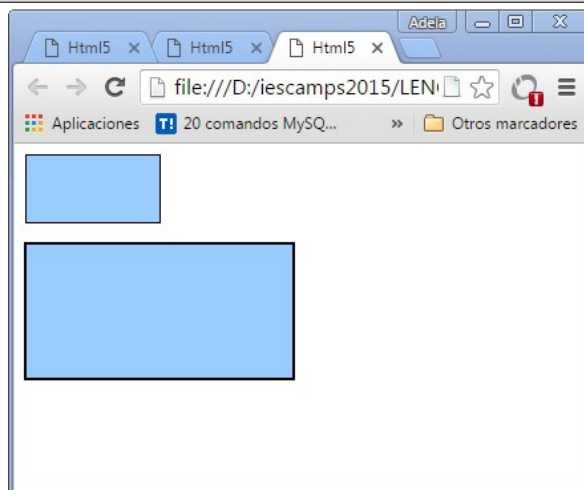 Adela
Html5 Html5 Html5
file:///D:/iescamps2015/LEN
Aplicaciones T! 20 comandos MySQ... » Otros marcadores